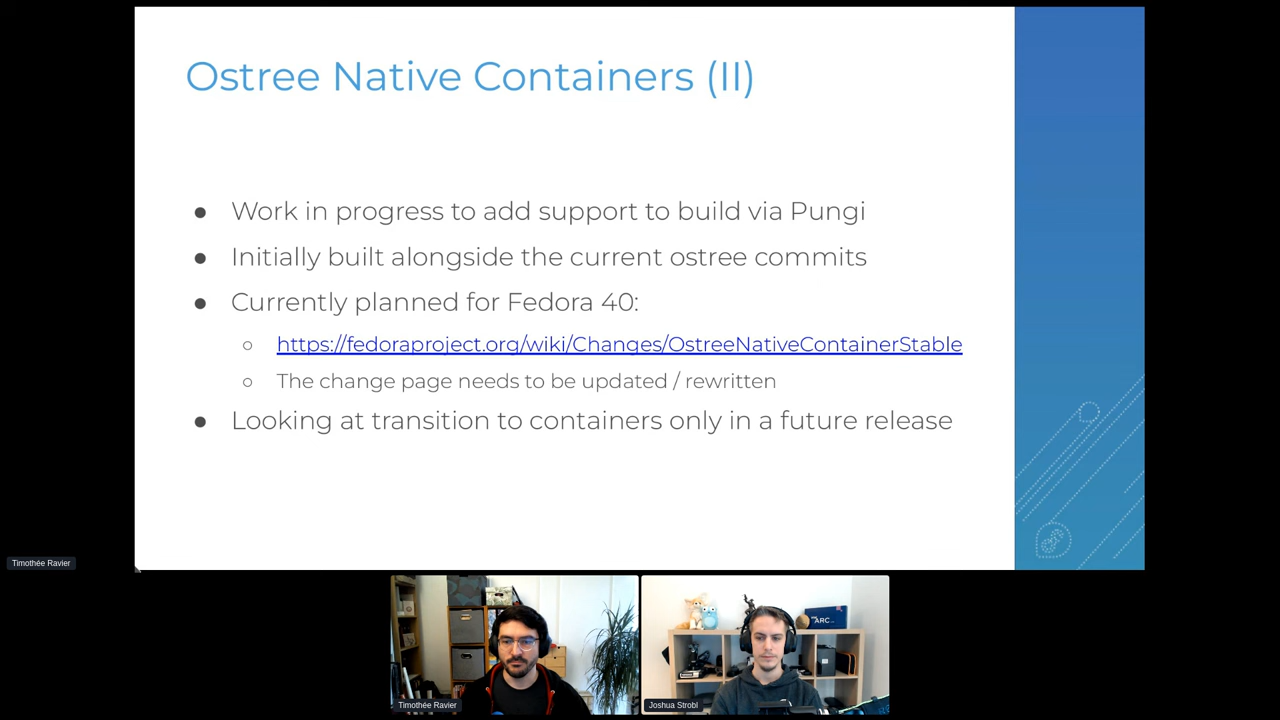 Ostree Native Containers (II)
● Work in progress to add support to build via Pungi
● Initially built alongside the current ostree commits
● Currently planned for Fedora 40:
○ https://fedoraproject.org/wiki/Changes/OstreeNativeContainerStable
○ The change page needs to be updated / rewritten
● Looking at transition to containers only in a future release
Timothée Ravier
ARC
Timothée Ravier
Joshua Strobl